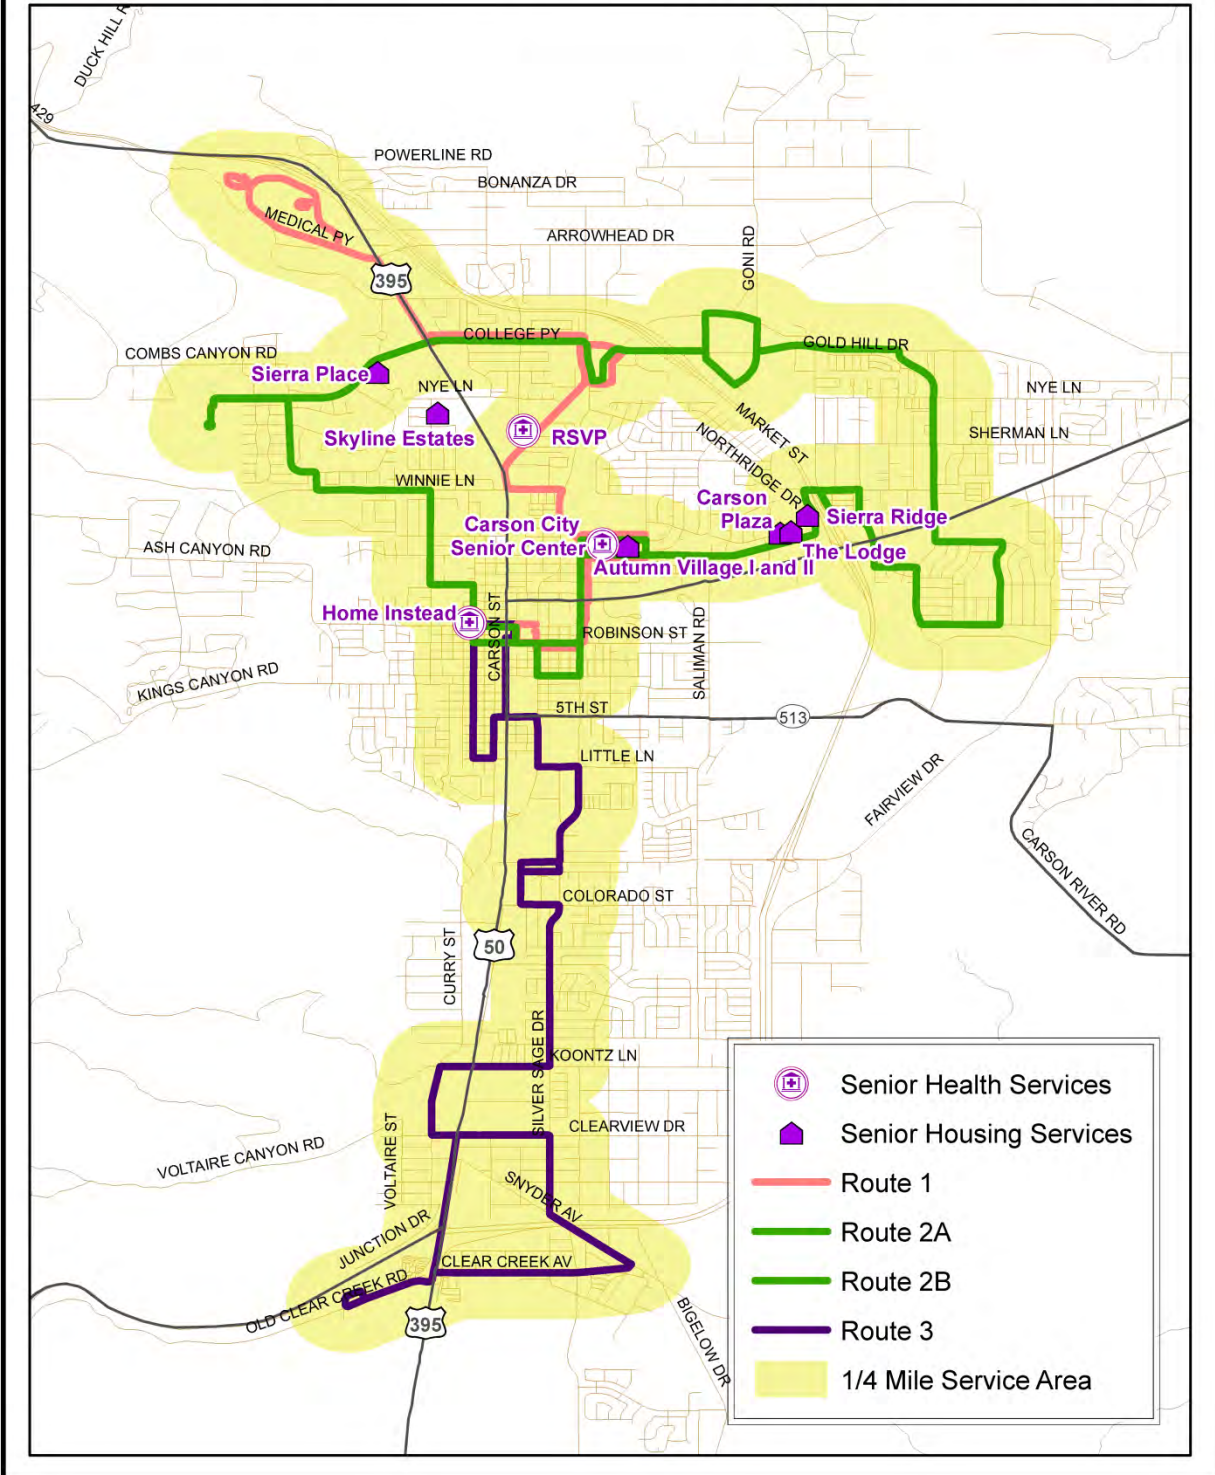 DUCK HILL R
429
POWERLINE RD
BONANZA DR
MEDICAL PY
ARROWHEAD DR
GONI RD
395
COLLEGE PY
GOLD HILL DR
COMBS CANYON RD
Sierra Place
NYE LN
NYE LN
Skyline Estates
RSVP
MARKET ST
SHERMAN LN
NORTHRIDGE DR
WINNIE LN
Carson
Plaza
Sierra Ridge
Carson City
Senior Center
The Lodge
ASH CANYON RD
Autumn Village I and II
Home Instead
CARSON ST
ROBINSON ST
SALIMAN RD
KINGS CANYON RD
5TH ST
513
LITTLE LN
FAIRVIEW DR
CARSON RIVER RD
COLORADO ST
CURRY ST
50
SILVER SAGE DR
KOONTZ LN
CLEARVIEW DR
VOLTAIRE ST
VOLTAIRE CANYON RD
SNYDER AV
JUNCTION DR
CLEAR CREEK AV
OLD CLEAR CREEK RD
395
BIGELOW DR
Senior Health Services
Senior Housing Services
Route 1
Route 2A
Route 2B
Route 3
1/4 Mile Service Area